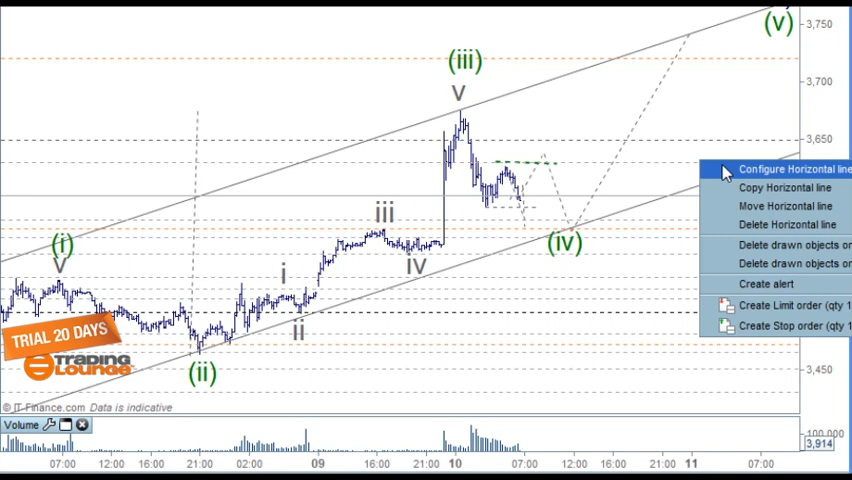 3,750
(v)
3,700
(iii)
v
3,650
Configure Horizontal line
Copy Horizontal line
Move Horizontal line
Delete Horizontal line
Delete drawn objects on
Delete drawn objects on
Create alert
Create Limit order (qty 1
Create Stop order (qty 1
iii
(i)
v
iv
(iv)
i
ii
TRIAL 20 DAYS
TRADING
LOUNGE
(ii)
3,450
© IT-Finance.com Data is indicative
Volume
100,000
3,914
07:00 12:00 16:00 21:00 02:00 09 16:00 21:00 10 07:00 12:00 16:00 21:00 11 07:00